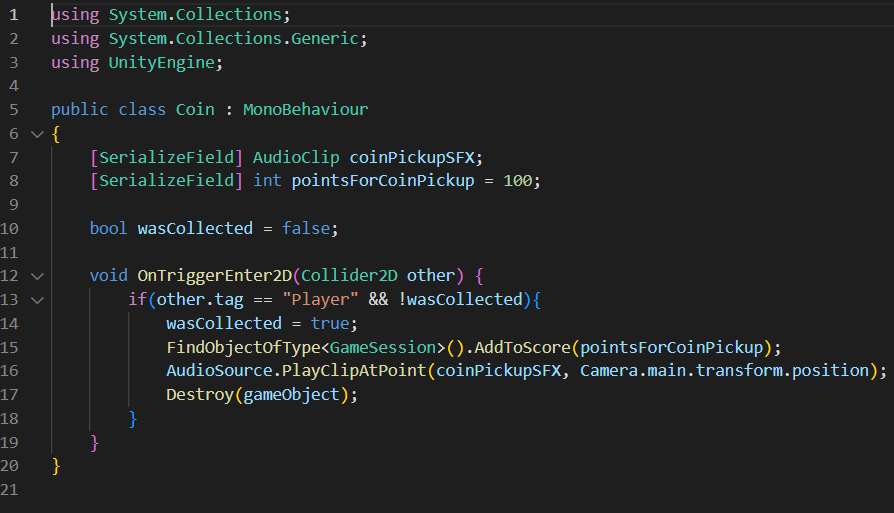 1 using System.Collections;
2 using System.Collections.Generic;
3 using UnityEngine;
4
5 public class Coin : MonoBehaviour
6 {
7     [SerializeField] AudioClip coinPickupSFX;
8     [SerializeField] int pointsForCoinPickup = 100;
9
10     bool wasCollected = false;
11
12     void OnTriggerEnter2D(Collider2D other) {
13         if(other.tag == "Player" && !wasCollected){
14             wasCollected = true;
15             FindObjectOfType<GameSession>().AddToScore(pointsForCoinPickup);
16             AudioSource.PlayClipAtPoint(coinPickupSFX, Camera.main.transform.position);
17             Destroy(gameObject);
18         }
19     }
20 }
21